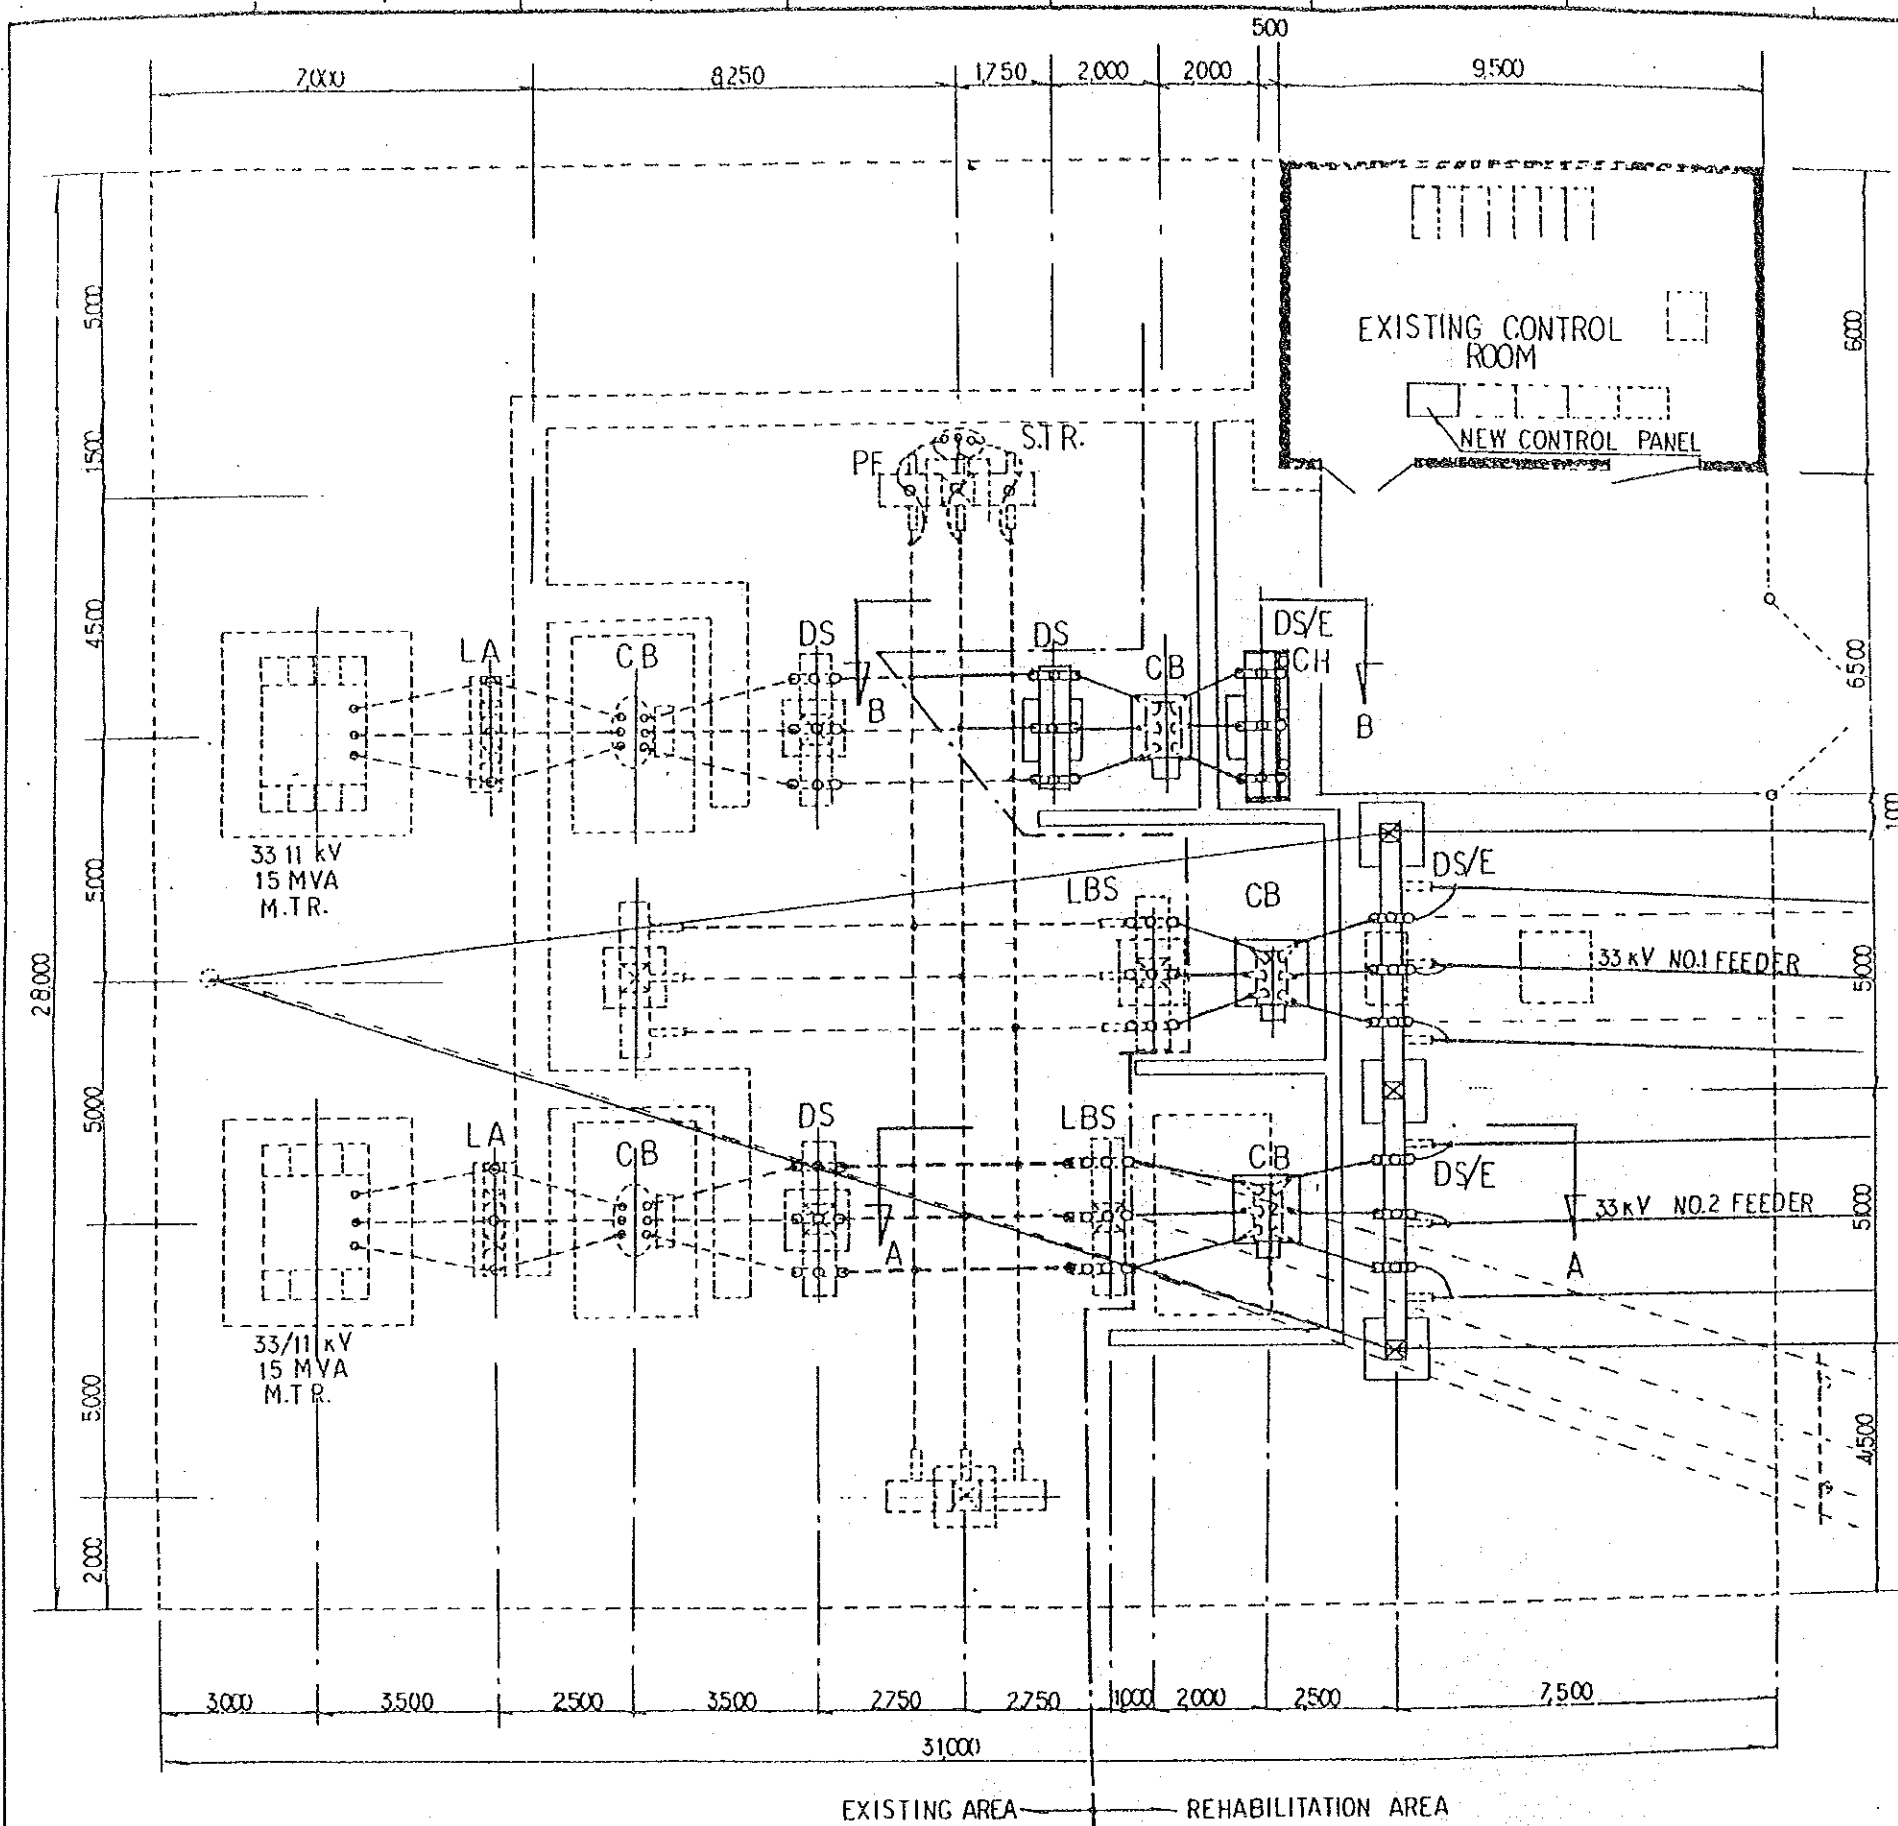 500
7,000
8,250
1,750
2,000
2,000
9,500
EXISTING CONTROL
ROOM
NEW CONTROL PANEL
S.T.R.
PF
5,000
1,500
4,500
5,000
5,000
5,000
2,000
28,000
6,000
6,500
1,000
5,000
5,000
4,500
LA
CB
DS
DS
CB
DS/E
CH
B
B
33 11 kV
15 MVA
M.T.R.
LBS
CB
DS/E
33 kV NO.1 FEEDER
LA
CB
DS
LBS
CB
DS/E
33 kV NO.2 FEEDER
A
A
33/11 kV
15 MVA
M.T.R.
3,000
3,500
2,500
3,500
2,750
2,750
1,000
2,000
2,500
7,500
31,000
EXISTING AREA
REHABILITATION AREA